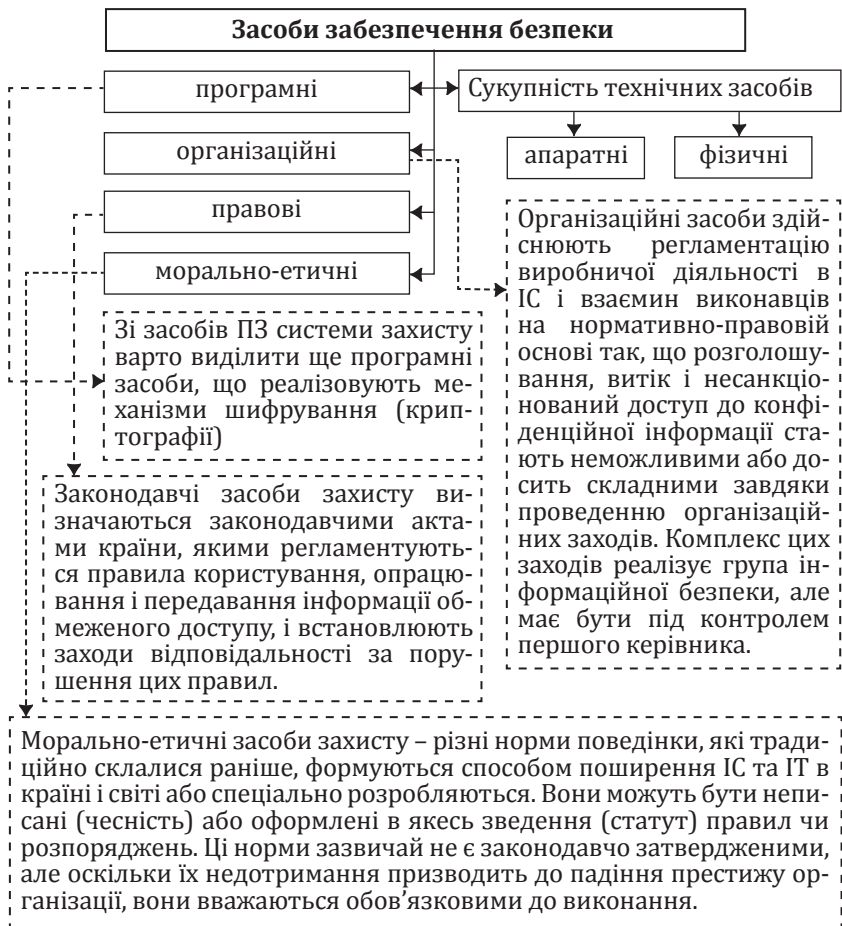 Засоби забезпечення безпеки
програмні
Сукупність технічних засобів
організаційні
апаратні
фізичні
правові
морально-етичні
Організаційні засоби здій-
снюють регламентацію
виробничої діяльності в
ІС і взаємин виконавців
на нормативно-правовій
основі так, що розголошу-
вання, витік і несанкціо-
нований доступ до конфі-
денційної інформації ста-
ють неможливими або до-
сить складними завдяки
проведенню організацій-
них заходів. Комплекс цих
заходів реалізує група ін-
формаційної безпеки, але
має бути під контролем
першого керівника.
Зі засобів ПЗ системи захисту
варто виділити ще програмні
засоби, що реалізовують ме-
ханізми шифрування (крип-
тографії)
Законодавчі засоби захисту ви-
значаються законодавчими акта-
ми країни, якими регламентують-
ся правила користування, опрацю-
вання і передавання інформації об-
меженого доступу, і встановлюють
заходи відповідальності за пору-
шення цих правил.
Морально-етичні засоби захисту – різні норми поведінки, які тради-
ційно склалися раніше, формуються способом поширення ІС та ІТ в
країні і світі або спеціально розробляються. Вони можуть бути непи-
сані (чесність) або оформлені в якесь зведення (статут) правил чи
розпоряджень. Ці норми зазвичай не є законодавчо затвердженими,
але оскільки їх недотримання призводить до падіння престижу ор-
ганізації, вони вважаються обов’язковими до виконання.